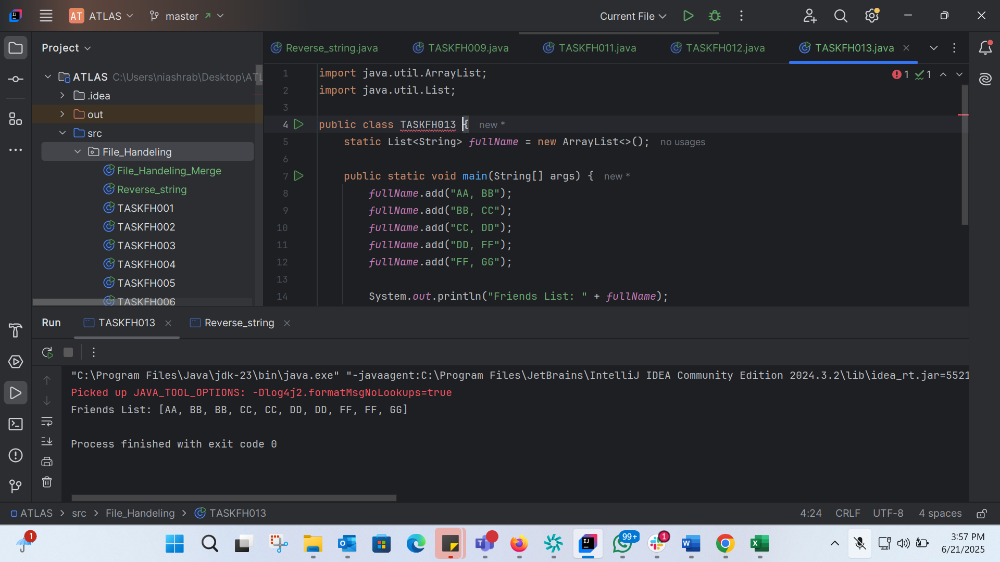 AT ATLAS master Current File
Project
Reverse_string.java TASKFH009.java TASKFH011.java TASKFH012.java TASKFH013.java
ATLAS C:\Users\niashrab\Desktop\ATL
.idea
out
src
File_Handeling
File_Handeling_Merge
Reverse_string
TASKFH001
TASKFH002
TASKFH003
TASKFH004
TASKFH005
TASKFH006
1 1
1 import java.util.ArrayList;
2 import java.util.List;
3
4 public class TASKFH013 { new *
5 static List<String> fullName = new ArrayList<>(); no usages
6
7 public static void main(String[] args) { new *
8 fullName.add("AA, BB");
9 fullName.add("BB, CC");
10 fullName.add("CC, DD");
11 fullName.add("DD, FF");
12 fullName.add("FF, GG");
13
14 System.out.println("Friends List: " + fullName);
Run TASKFH013 Reverse_string
"C:\Program Files\Java\jdk-23\bin\java.exe" "-javaagent:C:\Program Files\JetBrains\IntelliJ IDEA Community Edition 2024.3.2\lib\idea_rt.jar=5521
Picked up JAVA_TOOL_OPTIONS: -Dlog4j2.formatMsgNoLookups=true
Friends List: [AA, BB, BB, CC, CC, DD, DD, FF, FF, GG]
Process finished with exit code 0
ATLAS > src > File_Handeling > TASKFH013 4:24 CRLF UTF-8 4 spaces
1 99+ 1 3:57 PM
6/21/2025